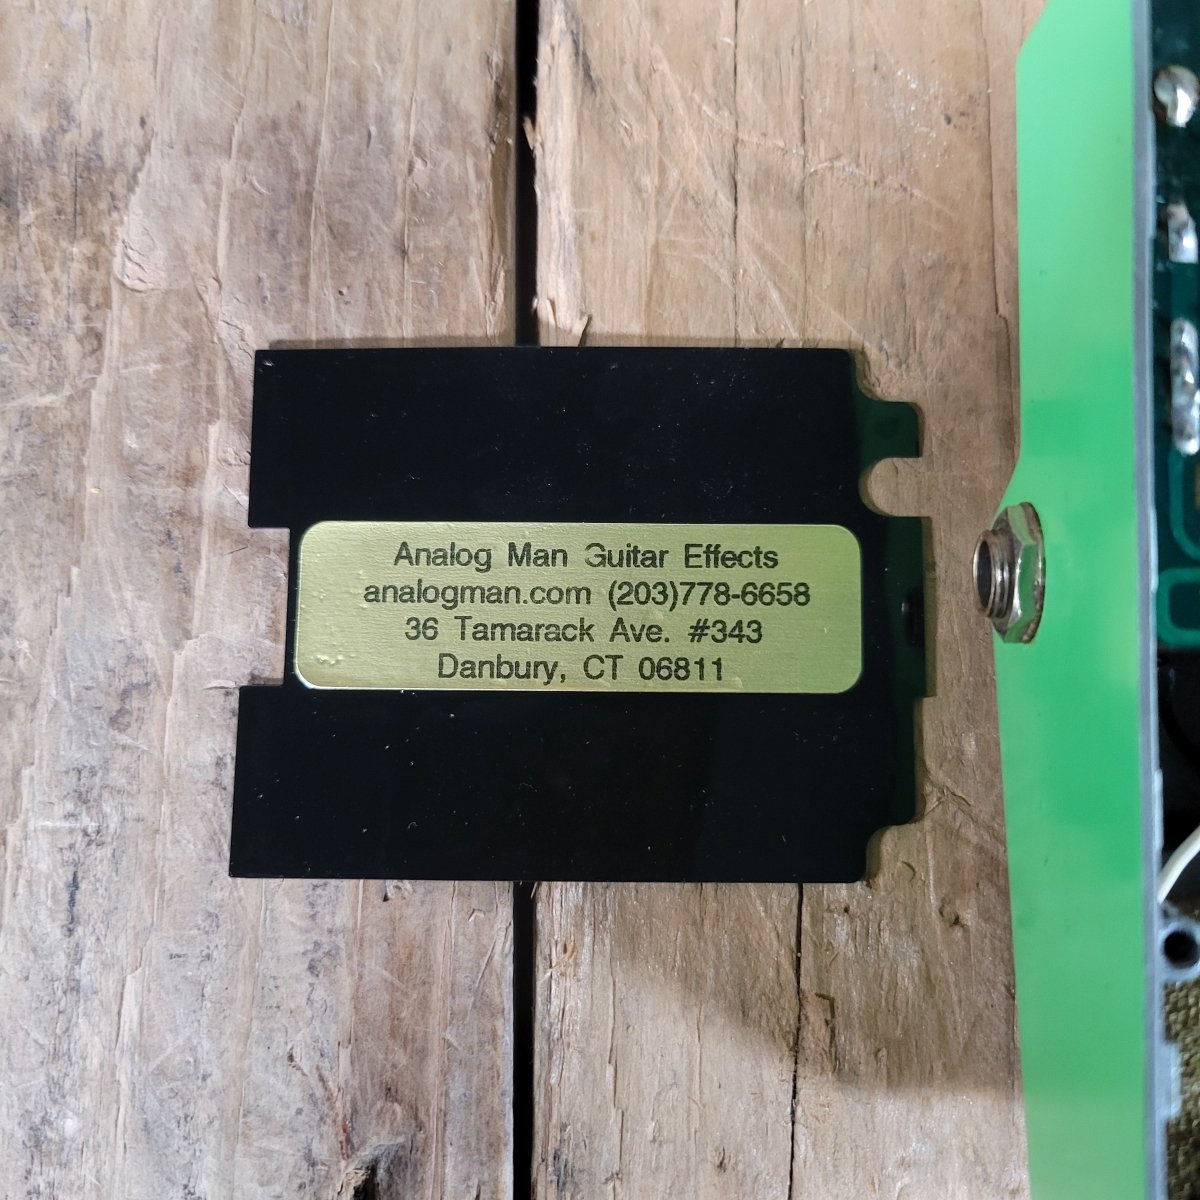 Analog Man Guitar Effects
analogman.com (203)778-6658
36 Tamarack Ave. #343
Danbury, CT 06811